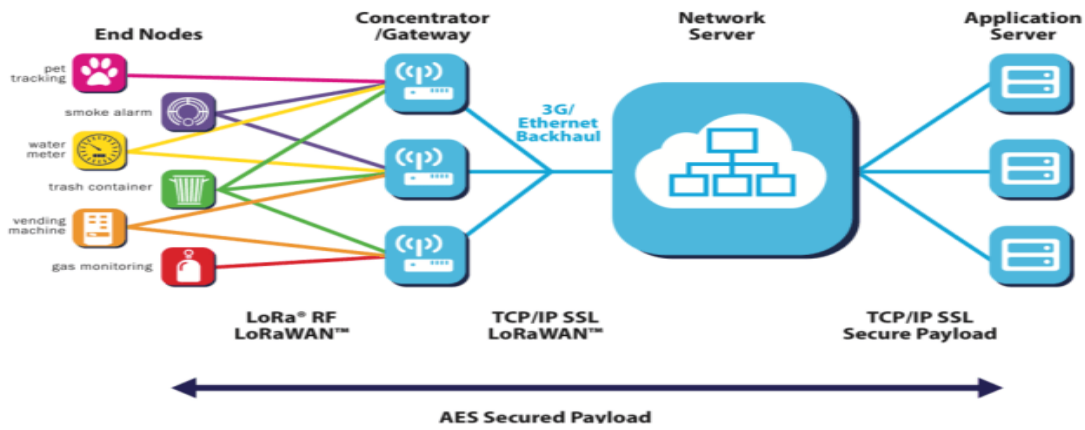 End Nodes
Concentrator
/Gateway
Network
Server
Application
Server
pet
tracking
smoke alarm
water
meter
trash container
vending
machine
gas monitoring
3G/
Ethernet
Backhaul
LoRa® RF
LoRaWAN™
TCP/IP SSL
LoRaWAN™
TCP/IP SSL
Secure Payload
AES Secured Payload